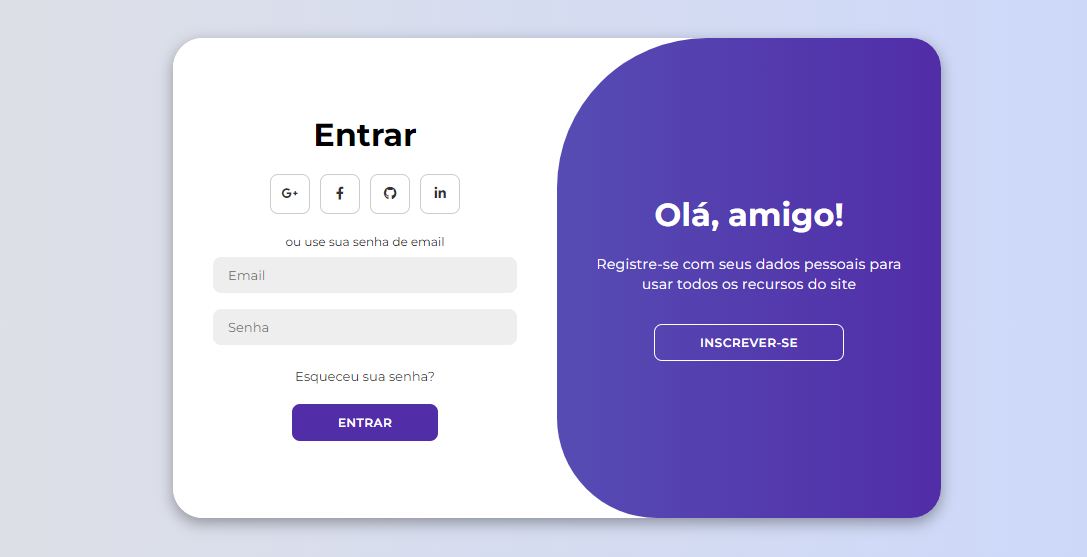 Entrar
G+
f
in
ou use sua senha de email
Email
Senha
Esqueceu sua senha?
ENTRAR
Olá, amigo!
Registre-se com seus dados pessoais para
usar todos os recursos do site
INSCREVER-SE